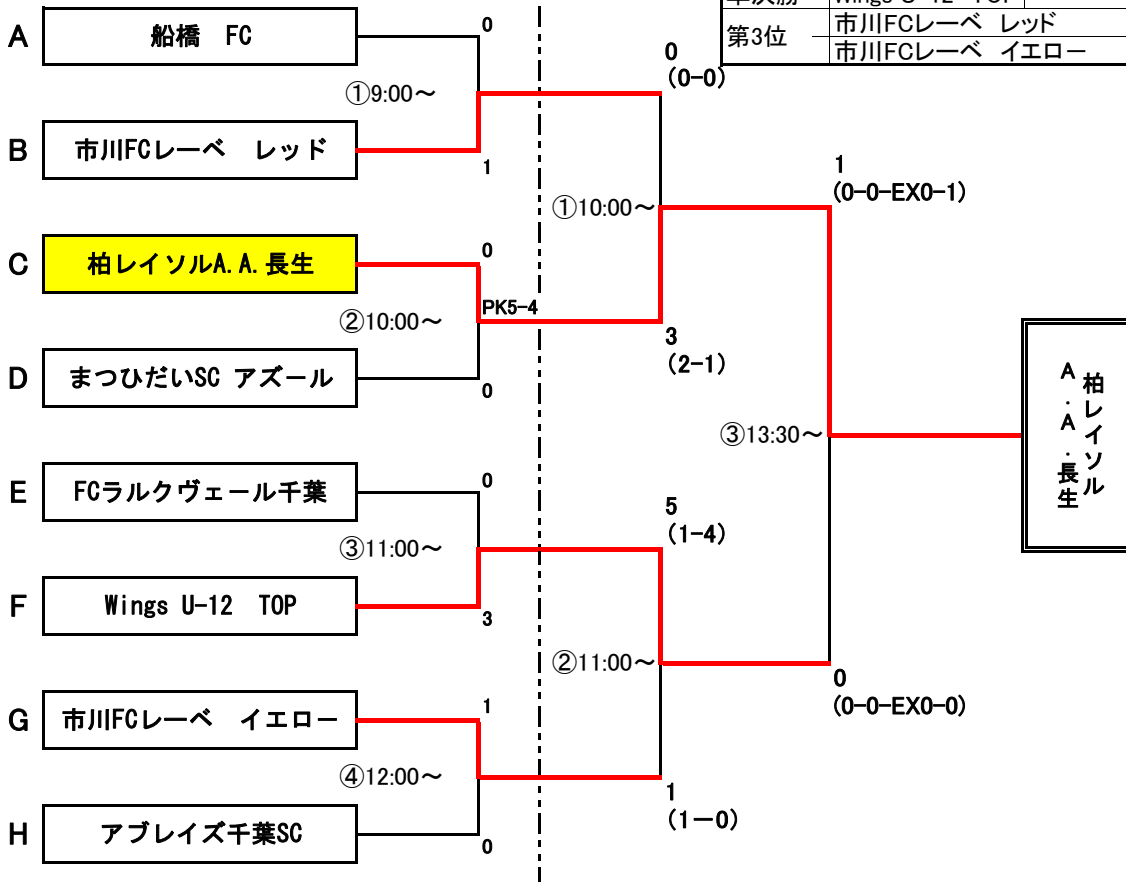 Wings U-12 TOP
第3位
市川FCレーベ レッド
市川FCレーベ イエロー
A
船橋 FC
0
①9:00～
B
市川FCレーベ レッド
1
0
(0-0)
①10:00～
C
柏レイソルA.A.長生
0
PK5-4
②10:00～
D
まつひだいSC アズール
0
3
(2-1)
1
(0-0-EX0-1)
③13:30～
柏レイソル
A.A.長生
E
FCラルクヴェール千葉
0
③11:00～
F
Wings U-12 TOP
3
5
(1-4)
②11:00～
G
市川FCレーベ イエロー
1
④12:00～
H
アブレイズ千葉SC
0
1
(1-0)
0
(0-0-EX0-0)